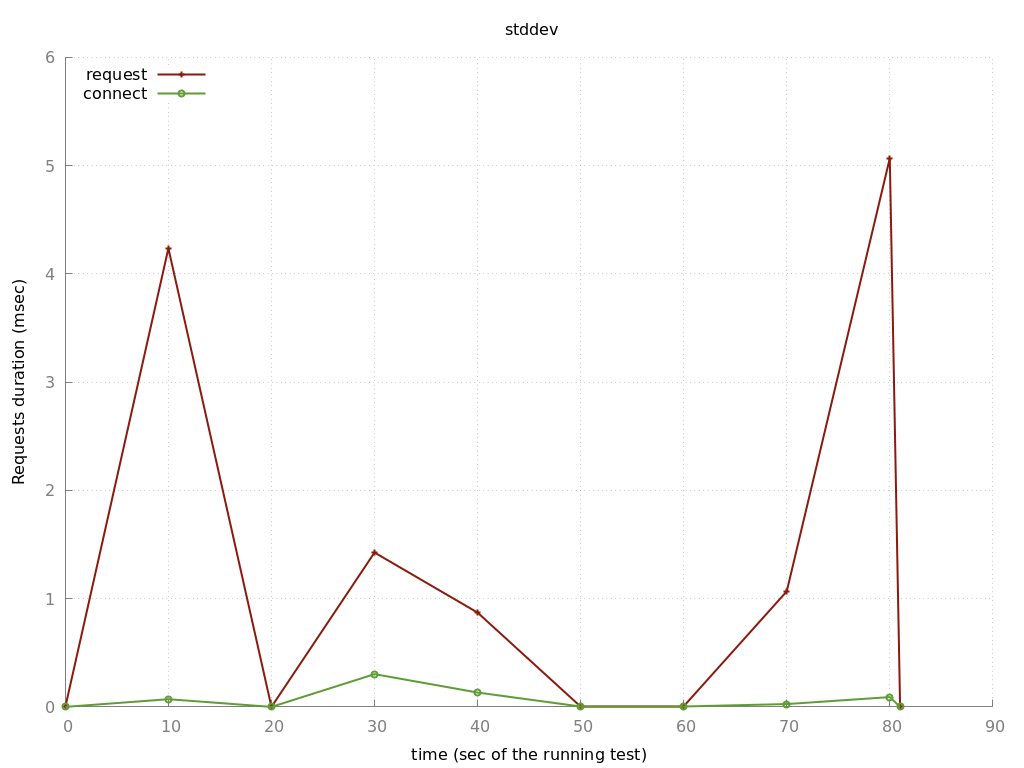 stddev
request
connect
6
5
4
3
2
1
0
Requests duration (msec)
0 10 20 30 40 50 60 70 80 90
time (sec of the running test)